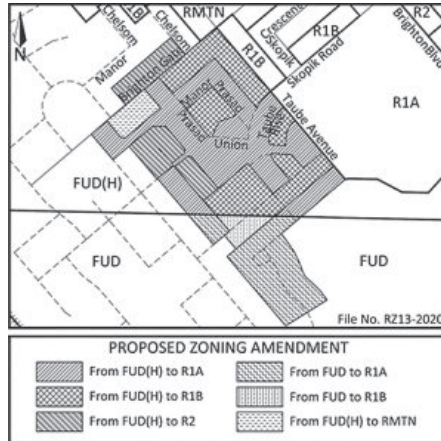 Chelsom
1B
Chelsom
RMTN
Crescent
Skopik
R1B
R2
Manor
Brighton Gate
R1B
Skopik Road
Brighton Blvd
N
Manor
Prasad
Prasad
Taube Rise
Taube Avenue
R1A
Union
FUD(H)
FUD
FUD
File No. RZ13-2020
PROPOSED ZONING AMENDMENT
From FUD(H) to R1A
From FUD to R1A
From FUD(H) to R1B
From FUD to R1B
From FUD(H) to R2
From FUD(H) to RMTN